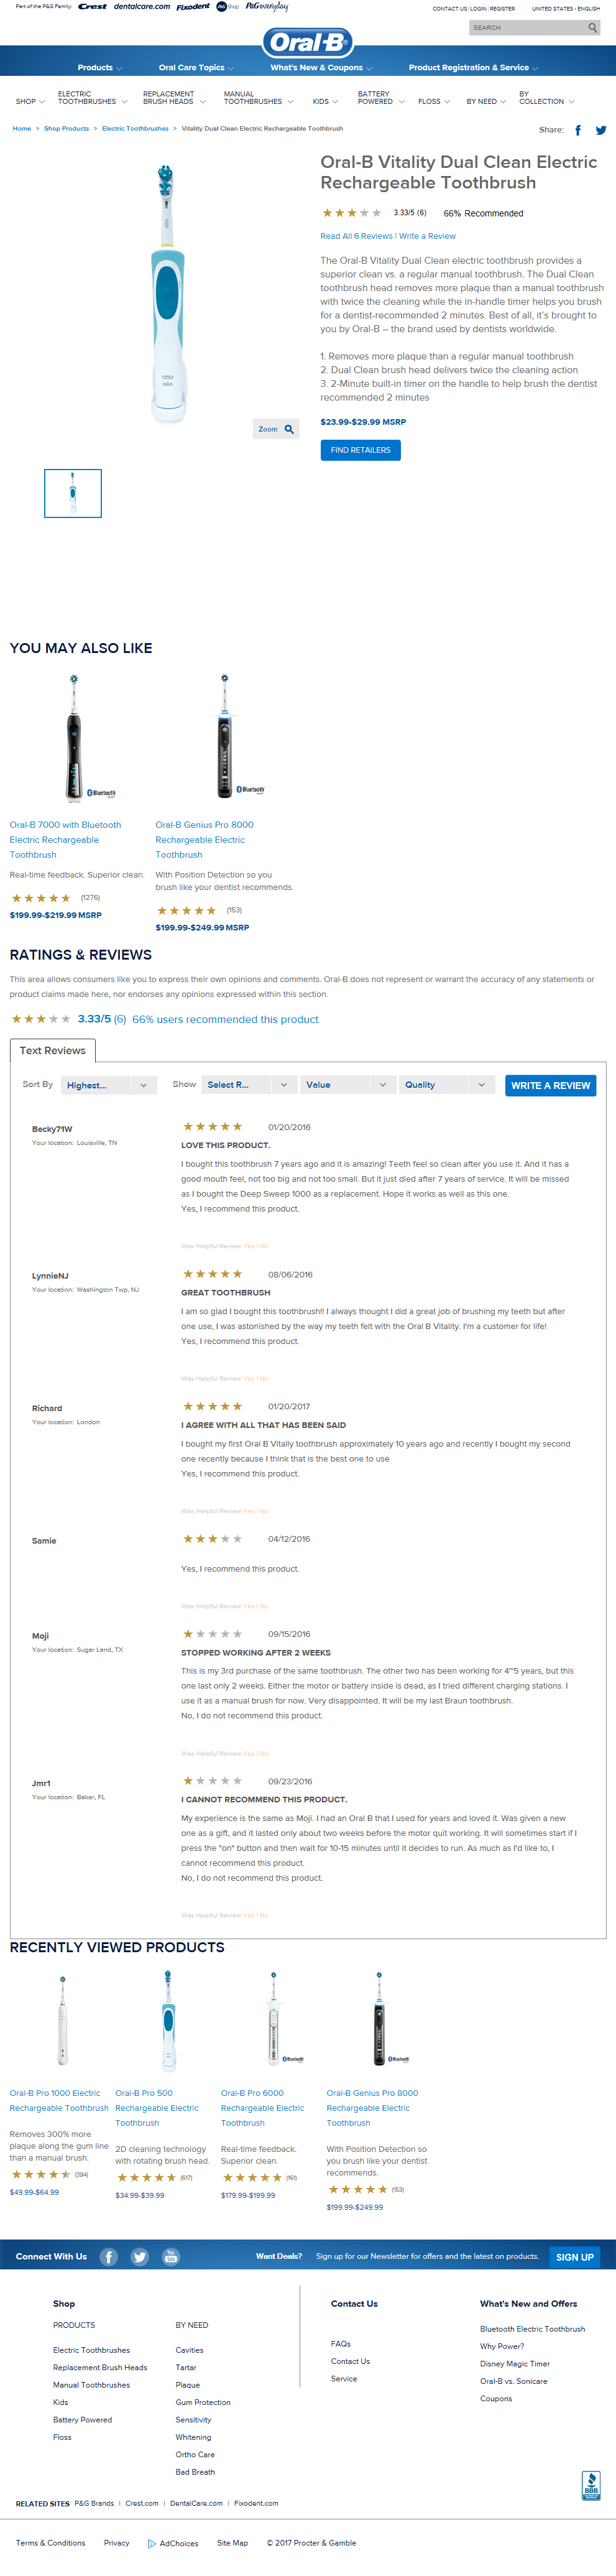 Part of the P&G Family: Crest dentalcare.com Fixodent P&G Shop P&G everyday
CONTACT US | LOGIN | REGISTER UNITED STATES - ENGLISH
SEARCH
Oral-B
Products Oral Care Topics What's New & Coupons Product Registration & Service
SHOP ELECTRIC TOOTHBRUSHES REPLACEMENT BRUSH HEADS MANUAL TOOTHBRUSHES KIDS BATTERY POWERED FLOSS BY NEED BY COLLECTION
Home > Shop Products > Electric Toothbrushes > Vitality Dual Clean Electric Rechargeable Toothbrush
Share:
Oral-B Vitality Dual Clean Electric
Rechargeable Toothbrush
3.33/5 (6) 66% Recommended
Read All 6 Reviews | Write a Review
The Oral-B Vitality Dual Clean electric toothbrush provides a
superior clean vs. a regular manual toothbrush. The Dual Clean
toothbrush head removes more plaque than a manual toothbrush
with twice the cleaning while the in-handle timer helps you brush
for a dentist-recommended 2 minutes. Best of all, it's brought to
you by Oral-B – the brand used by dentists worldwide.
1. Removes more plaque than a regular manual toothbrush
2. Dual Clean brush head delivers twice the cleaning action
3. 2-Minute built-in timer on the handle to help brush the dentist
recommended 2 minutes
$23.99-$29.99 MSRP
Zoom
FIND RETAILERS
YOU MAY ALSO LIKE
Bluetooth
Bluetooth
Oral-B 7000 with Bluetooth
Electric Rechargeable
Toothbrush
Real-time feedback. Superior clean.
(1276)
$199.99-$219.99 MSRP
Oral-B Genius Pro 8000
Rechargeable Electric
Toothbrush
With Position Detection so you
brush like your dentist recommends.
(153)
$199.99-$249.99 MSRP
RATINGS & REVIEWS
This area allows consumers like you to express their own opinions and comments. Oral-B does not represent or warrant the accuracy of any statements or
product claims made here, nor endorses any opinions expressed within this section.
3.33/5 (6) 66% users recommended this product
Text Reviews
Sort By Highest... Show Select R... Value Quality WRITE A REVIEW
Becky71W 01/20/2016
Your location: Louisville, TN
LOVE THIS PRODUCT.
I bought this toothbrush 7 years ago and it is amazing! Teeth feel so clean after you use it. And it has a
good mouth feel, not too big and not too small. But it just died after 7 years of service. It will be missed
as I bought the Deep Sweep 1000 as a replacement. Hope it works as well as this one.
Yes, I recommend this product.
Was Helpful Review Yes | No
LynnieNJ 08/06/2016
Your location: Washington Twp, NJ
GREAT TOOTHBRUSH
I am so glad I bought this toothbrush!! I always thought I did a great job of brushing my teeth but after
one use, I was astonished by the way my teeth felt with the Oral B Vitality. I'm a customer for life!
Yes, I recommend this product.
Was Helpful Review Yes | No
Richard 01/20/2017
Your location: London
I AGREE WITH ALL THAT HAS BEEN SAID
I bought my first Oral B Vitally toothbrush approximately 10 years ago and recently I bought my second
one recently because I think that is the best one to use
Yes, I recommend this product.
Was Helpful Review Yes | No
Samie 04/12/2016
Yes, I recommend this product.
Was Helpful Review Yes | No
Moji 09/15/2016
Your location: Sugar Land, TX
STOPPED WORKING AFTER 2 WEEKS
This is my 3rd purchase of the same toothbrush. The other two has been working for 4~5 years, but this
one last only 2 weeks. Either the motor or battery inside is dead, as I tried different charging stations. I
use it as a manual brush for now. Very disappointed. It will be my last Braun toothbrush.
No, I do not recommend this product.
Was Helpful Review Yes | No
Jmr1 09/23/2016
Your location: Baker, FL
I CANNOT RECOMMEND THIS PRODUCT.
My experience is the same as Moji. I had an Oral B that I used for years and loved it. Was given a new
one as a gift, and it lasted only about two weeks before the motor quit working. It will sometimes start if I
press the "on" button and then wait for 10-15 minutes until it decides to run. As much as I'd like to, I
cannot recommend this product.
No, I do not recommend this product.
Was Helpful Review Yes | No
RECENTLY VIEWED PRODUCTS
Bluetooth
Bluetooth
Oral-B Pro 1000 Electric
Rechargeable Toothbrush
Removes 300% more
plaque along the gum line
than a manual brush.
(394)
$49.99-$64.99
Oral-B Pro 500
Rechargeable Electric
Toothbrush
2D cleaning technology
with rotating brush head.
(617)
$34.99-$39.99
Oral-B Pro 6000
Rechargeable Electric
Toothbrush
Real-time feedback.
Superior clean.
(161)
$179.99-$199.99
Oral-B Genius Pro 8000
Rechargeable Electric
Toothbrush
With Position Detection so
you brush like your dentist
recommends.
(153)
$199.99-$249.99
Connect With Us Want Deals? Sign up for our Newsletter for offers and the latest on products. SIGN UP
Shop
PRODUCTS
Electric Toothbrushes
Replacement Brush Heads
Manual Toothbrushes
Kids
Battery Powered
Floss
BY NEED
Cavities
Tartar
Plaque
Gum Protection
Sensitivity
Whitening
Ortho Care
Bad Breath
Contact Us
FAQs
Contact Us
Service
What's New and Offers
Bluetooth Electric Toothbrush
Why Power?
Disney Magic Timer
Oral-B vs. Sonicare
Coupons
BBB
RELATED SITES P&G Brands | Crest.com | DentalCare.com | Fixodent.com
Terms & Conditions Privacy AdChoices Site Map © 2017 Procter & Gamble